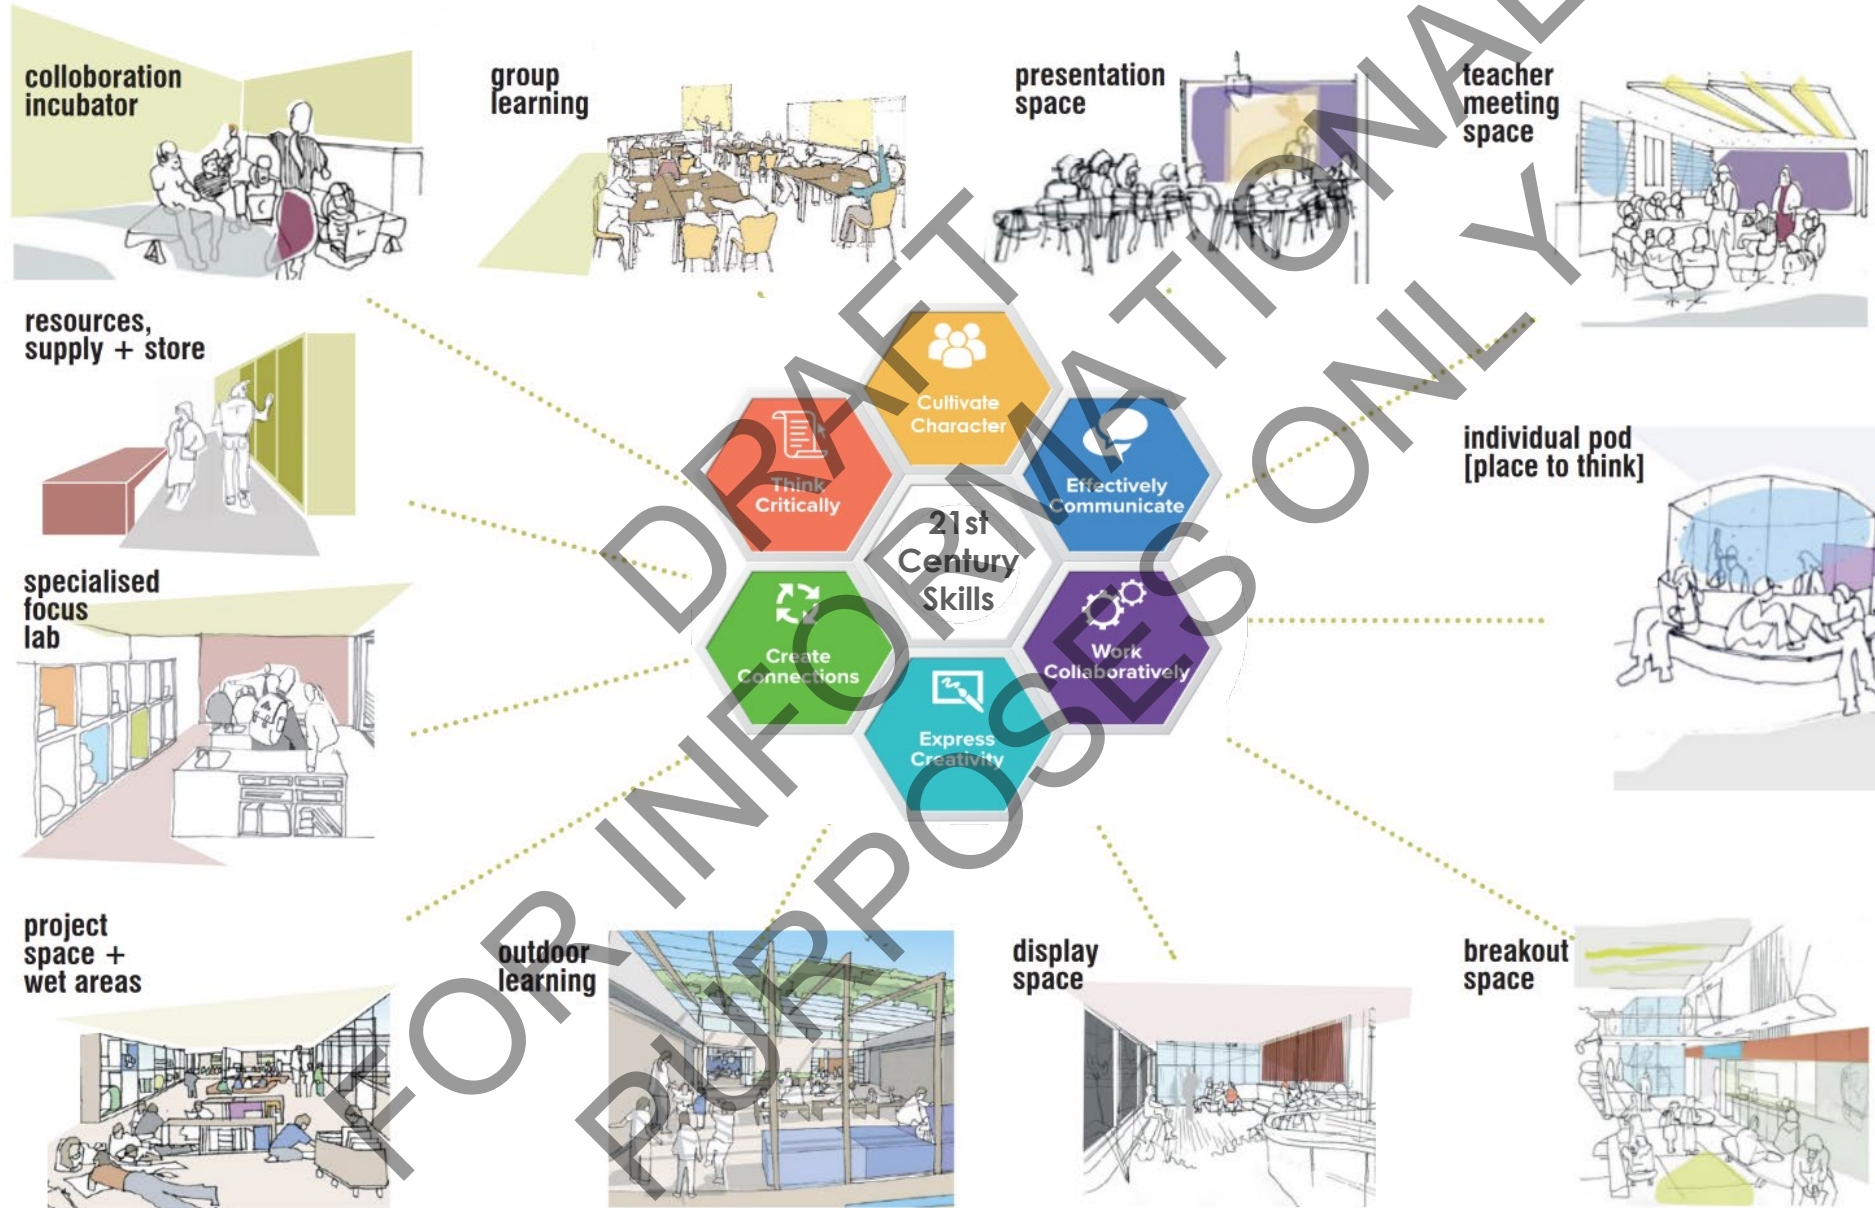 colloboration
incubator
group
learning
presentation
space
teacher
meeting
space
resources,
supply + store
individual pod
[place to think]
specialised
focus
lab
Cultivate
Character
Think
Critically
Effectively
Communicate
21st
Century
Skills
Create
Connections
Work
Collaboratively
Express
Creativity
project
space +
wet areas
outdoor
learning
display
space
breakout
space
DRAFT
FOR INFORMATIONAL
PURPOSES ONLY